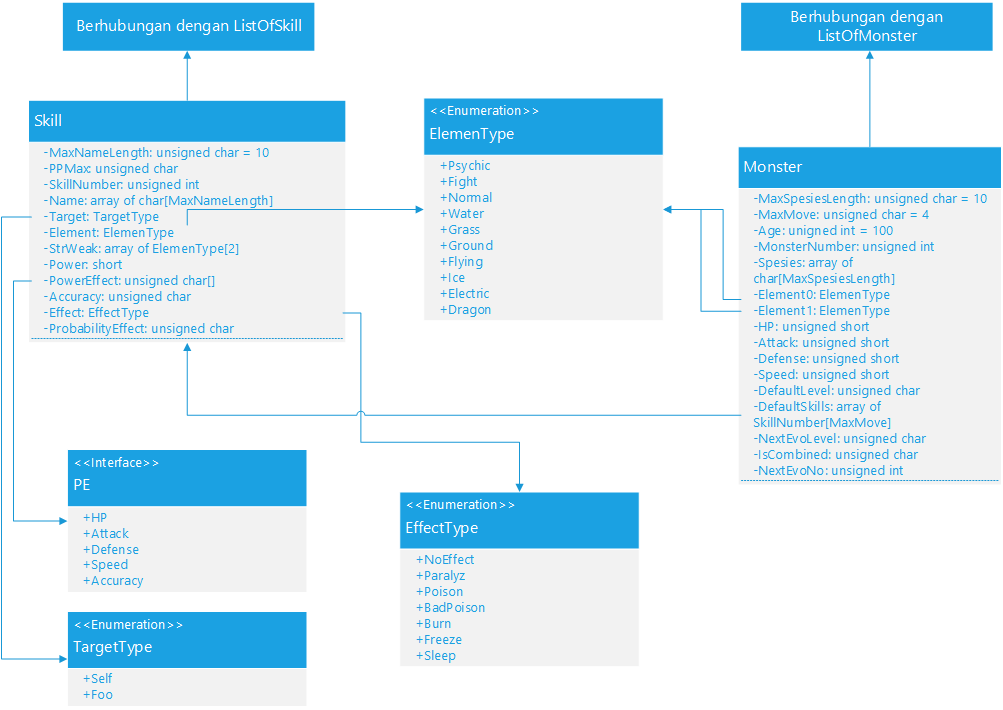 Berhubungan dengan ListOfSkill
Berhubungan dengan
ListOfMonster
Skill
-MaxNameLength: unsigned char = 10
-PPMax: unsigned char
-SkillNumber: unsigned int
-Name: array of char[MaxNameLength]
-Target: TargetType
-Element: ElemenType
-StrWeak: array of ElemenType[2]
-Power: short
-PowerEffect: unsigned char[]
-Accuracy: unsigned char
-Effect: EffectType
-ProbabilityEffect: unsigned char
<<Enumeration>>
ElemenType
+Psychic
+Fight
+Normal
+Water
+Grass
+Ground
+Flying
+Ice
+Electric
+Dragon
Monster
-MaxSpesiesLength: unsigned char = 10
-MaxMove: unsigned char = 4
-Age: unigned int = 100
-MonsterNumber: unsigned int
-Spesies: array of
char[MaxSpesiesLength]
-Element0: ElemenType
-Element1: ElemenType
-HP: unsigned short
-Attack: unsigned short
-Defense: unsigned short
-Speed: unsigned short
-DefaultLevel: unsigned char
-DefaultSkills: array of
SkillNumber[MaxMove]
-NextEvoLevel: unsigned char
-IsCombined: unsigned char
-NextEvoNo: unsigned int
<<Interface>>
PE
+HP
+Attack
+Defense
+Speed
+Accuracy
<<Enumeration>>
EffectType
+NoEffect
+Paralyz
+Poison
+BadPoison
+Burn
+Freeze
+Sleep
<<Enumeration>>
TargetType
+Self
+Foo